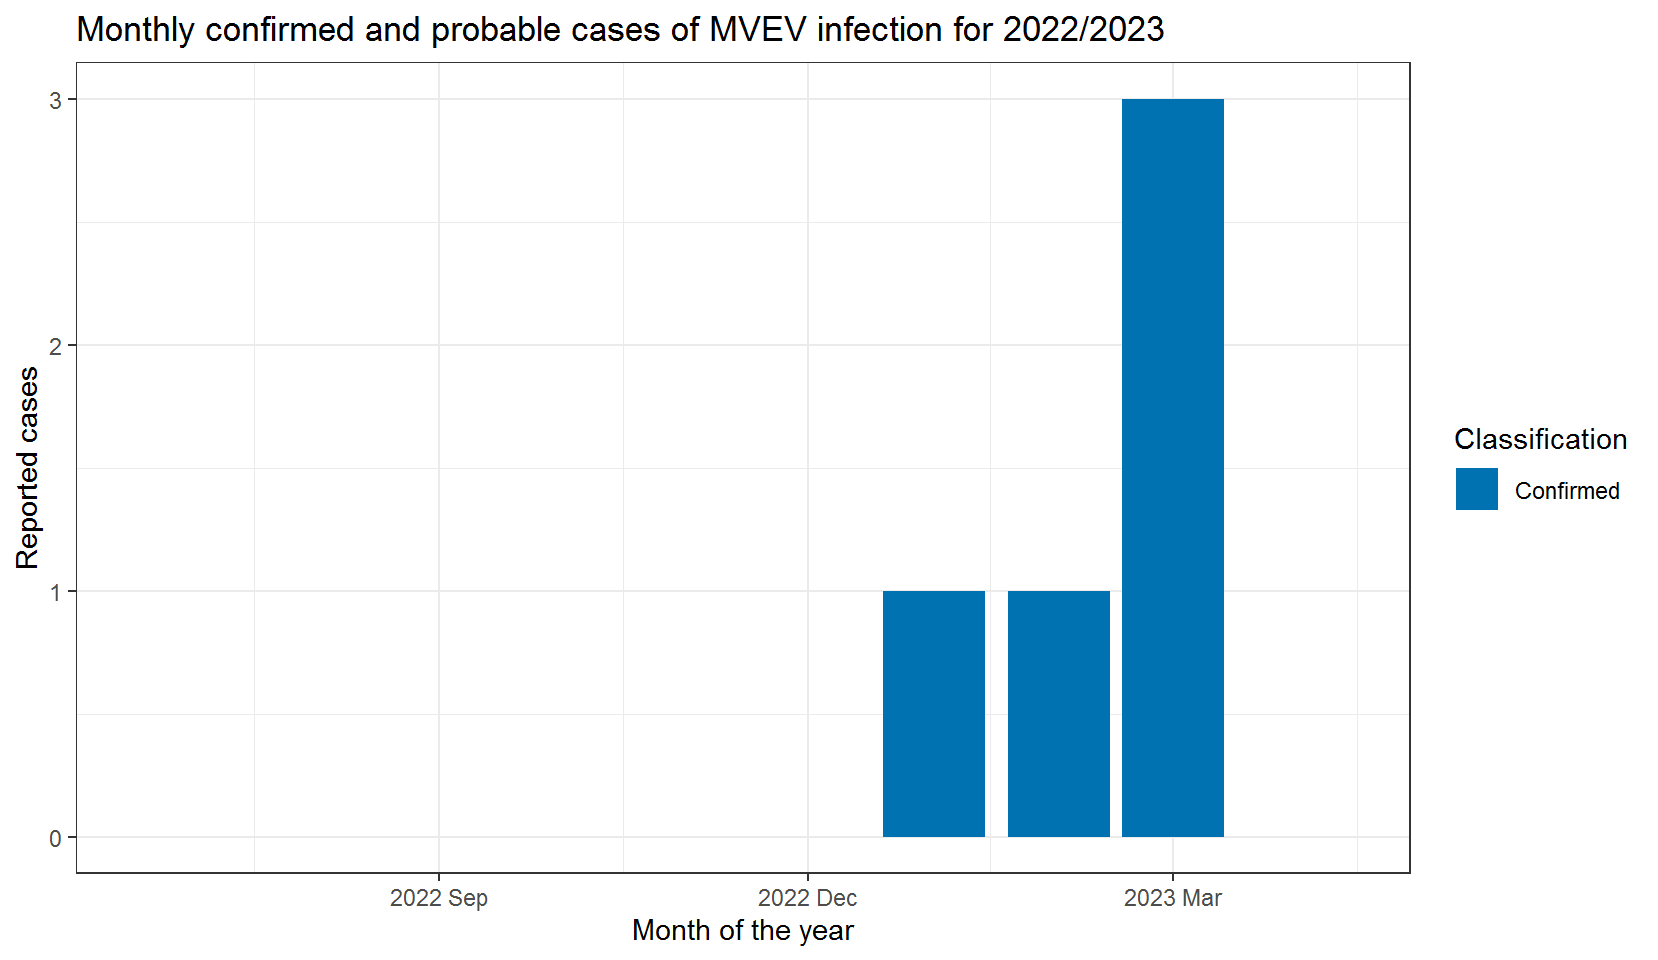 Monthly confirmed and probable cases of MVEV infection for 2022/2023
3
2
1
0
Reported cases
2022 Sep
2022 Dec
2023 Mar
Month of the year
Classification
Confirmed